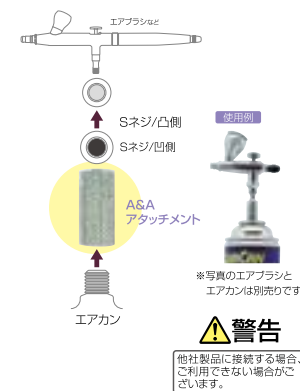 エアブラシなど
Sネジ/凸側
Sネジ/凹側
使用例
A&A
アタッチメント
※写真のエアブラシと
エアカンは別売りです
エアカン
警告
他社製品に接続する場合、
ご利用できない場合がご
ざいます。